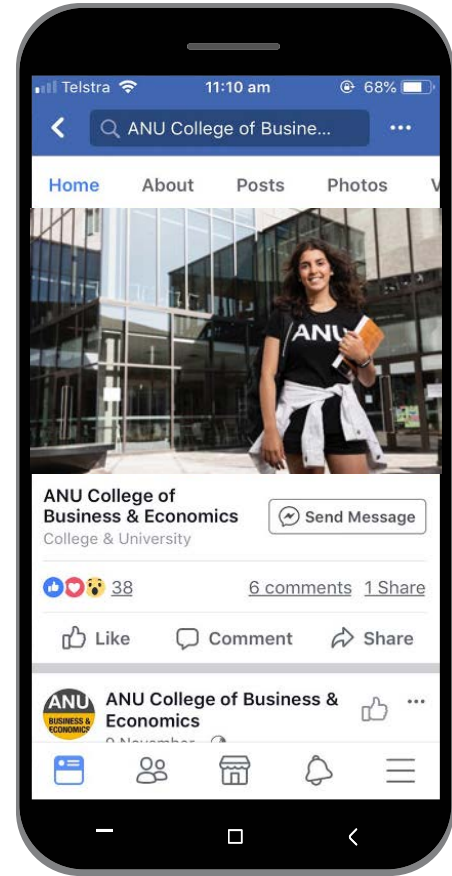 Telstra 11:10 am 68%
ANU College of Busine...
Home About Posts Photos V
ANU
ANU College of
Business & Economics
Send Message
College & University
38 6 comments 1 Share
Like Comment Share
ANU
BUSINESS &
ECONOMICS
ANU College of Business &
Economics
9 November